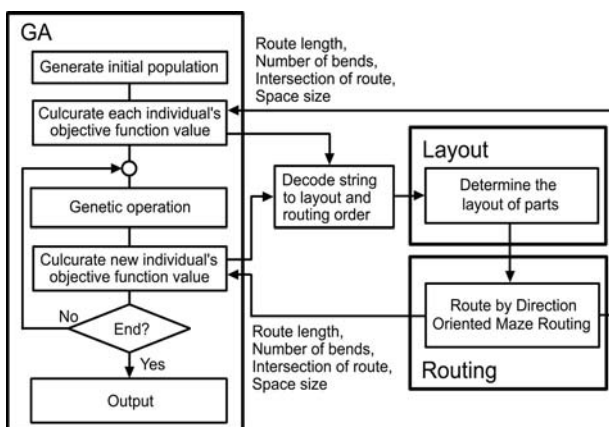 GA
Generate initial population
Culcurate each individual's
objective function value
Genetic operation
Culcurate new individual's
objective function value
No
End?
Yes
Output
Route length,
Number of bends,
Intersection of route,
Space size
Decode string
to layout and
routing order
Layout
Determine the
layout of parts
Route by Direction
Oriented Maze Routing
Routing
Route length,
Number of bends,
Intersection of route,
Space size